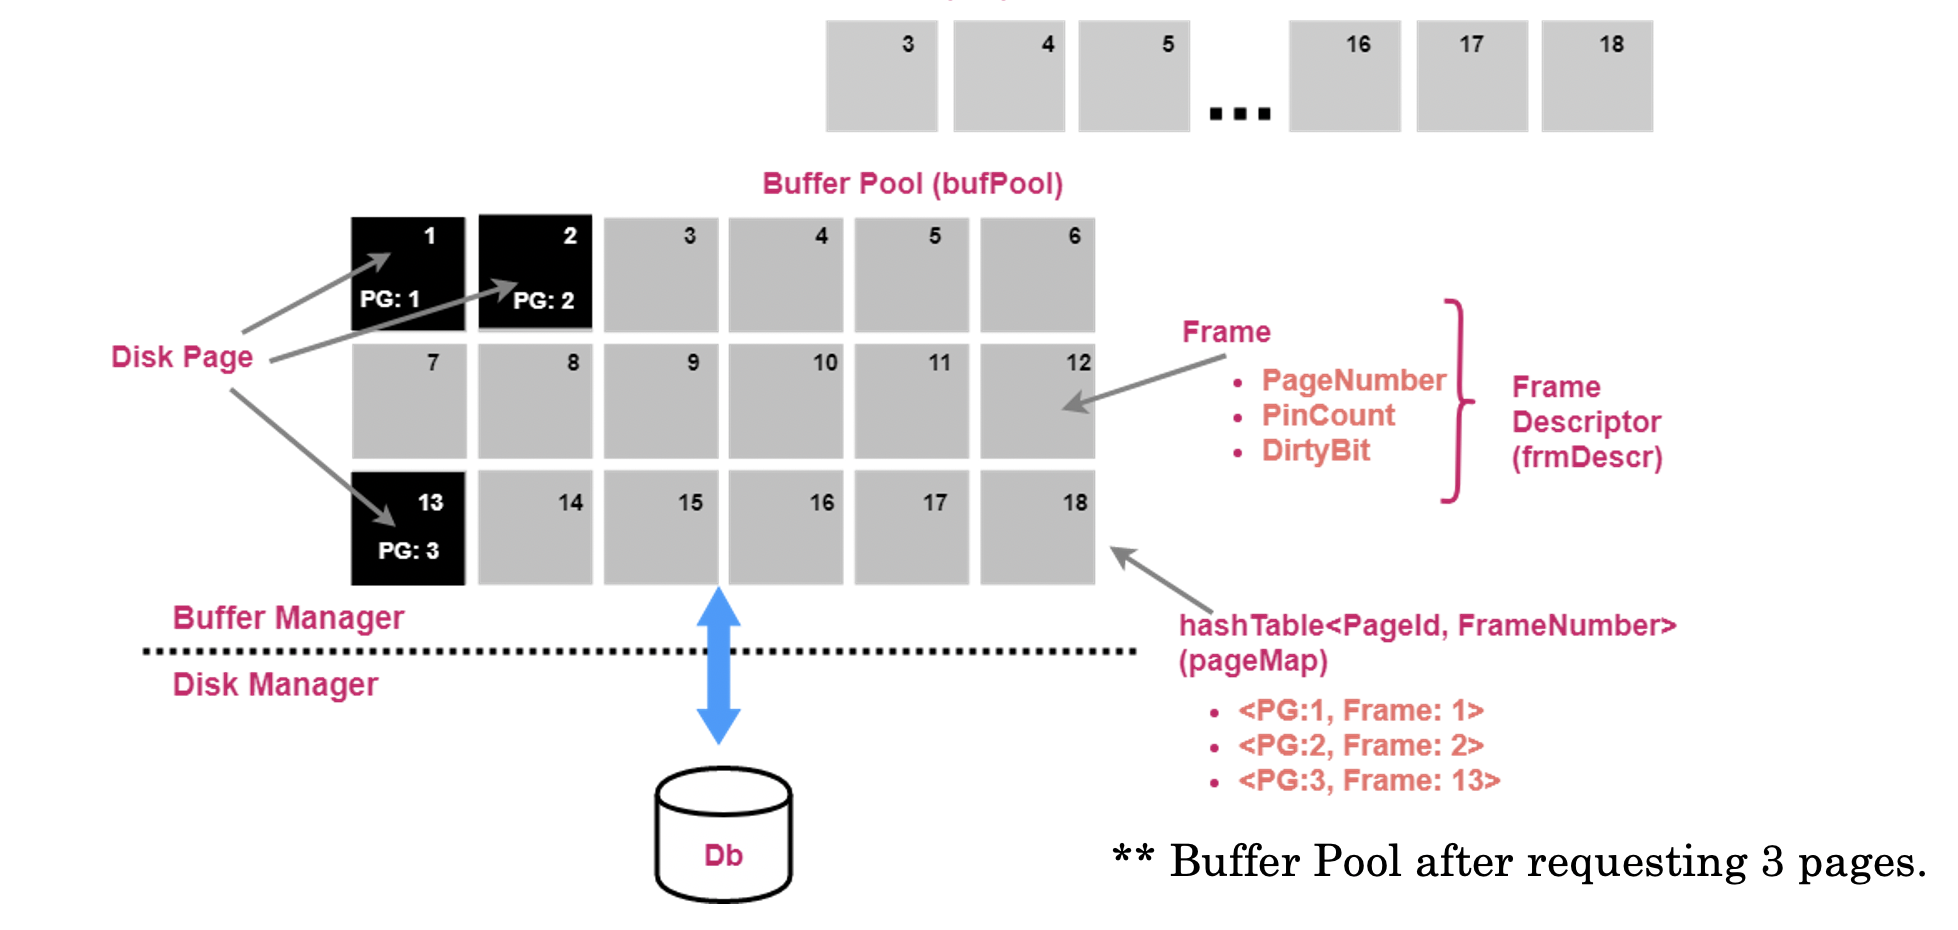 3 4 5 ... 16 17 18
Buffer Pool (bufPool)
1 2 3 4 5 6
PG: 1 PG: 2
Disk Page
7 8 9 10 11 12
13 14 15 16 17 18
PG: 3
Frame
• PageNumber
• PinCount
• DirtyBit
Frame
Descriptor
(frmDescr)
Buffer Manager
Disk Manager
hashTable<PageId, FrameNumber>
(pageMap)
• <PG:1, Frame: 1>
• <PG:2, Frame: 2>
• <PG:3, Frame: 13>
Db
** Buffer Pool after requesting 3 pages.